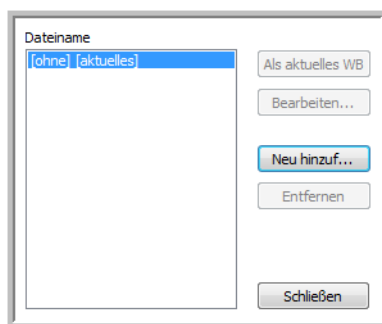 Dateiname
[ohne] [aktuelles]
Als aktuelles WB
Bearbeiten...
Neu hinzuf...
Entfernen
Schließen